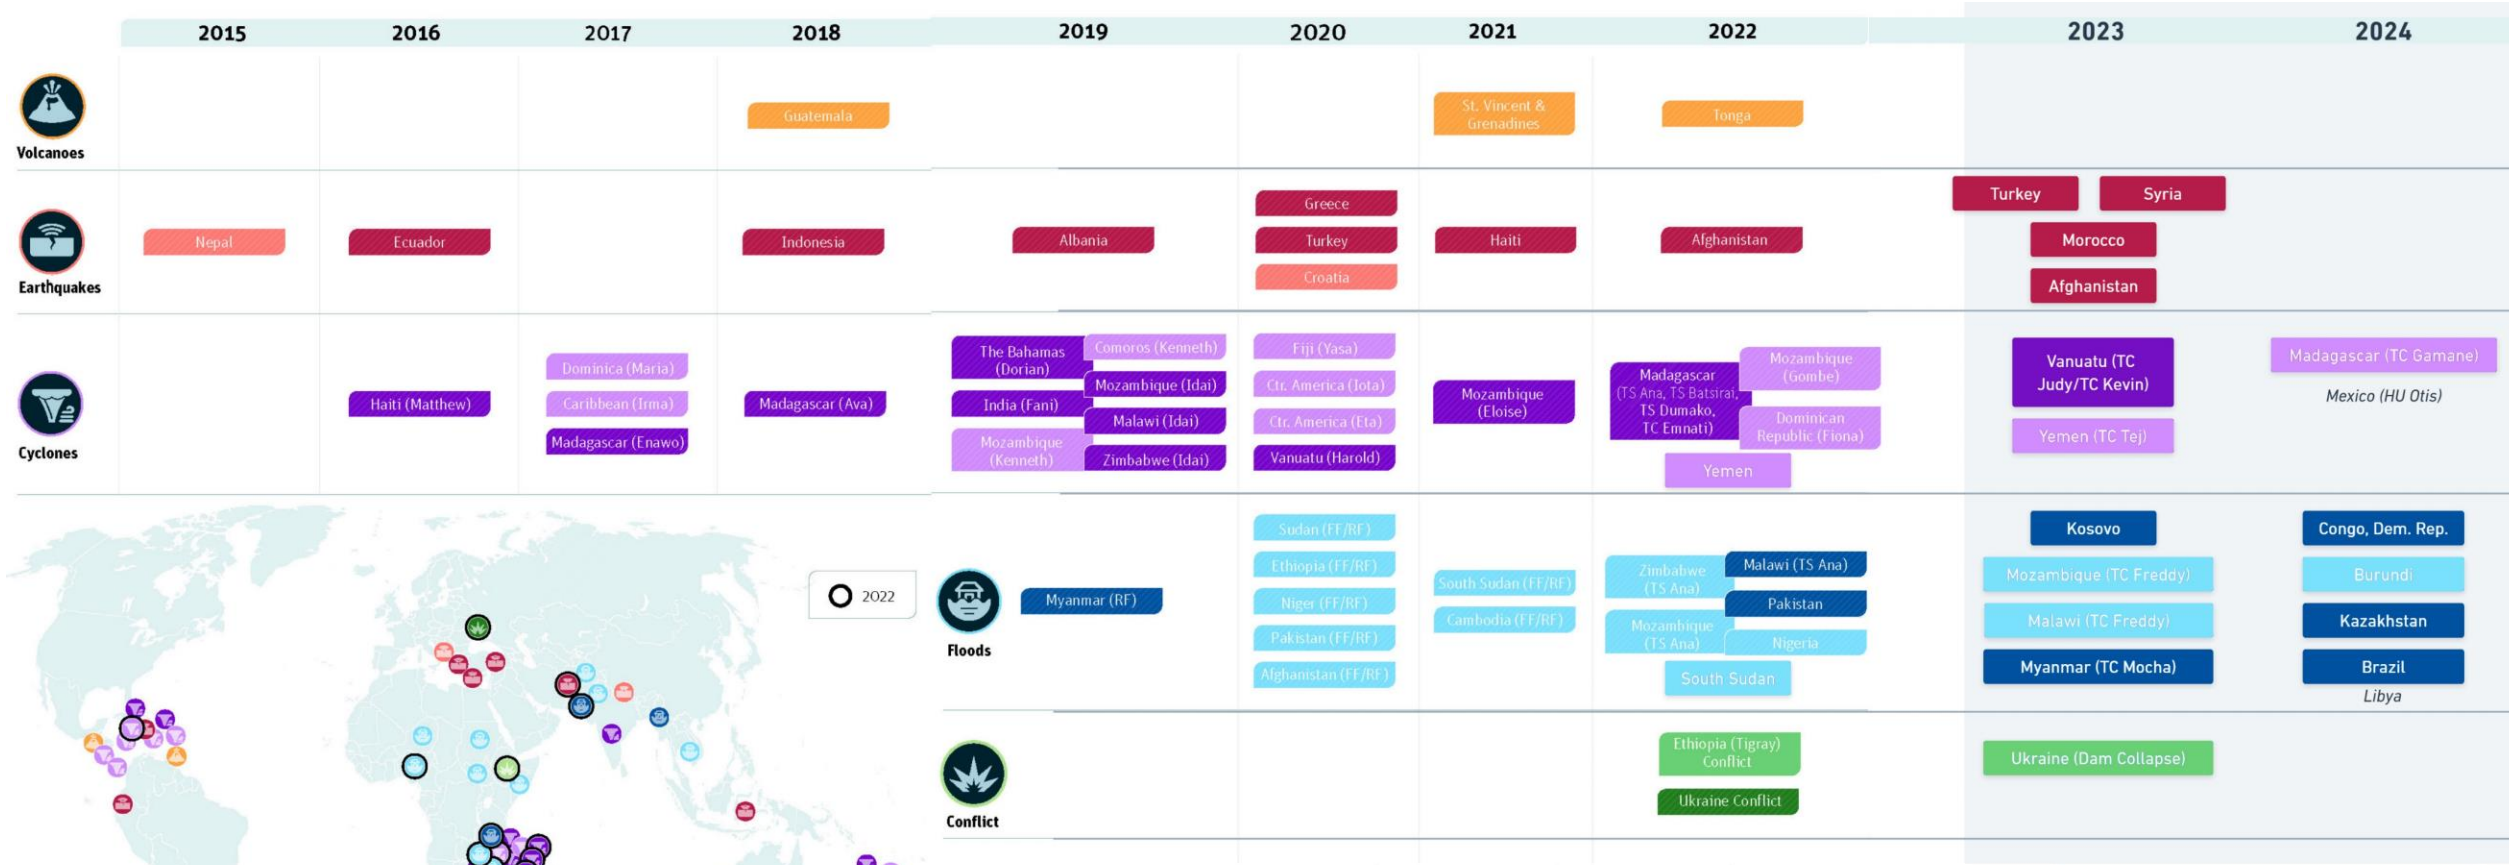 2015 2016 2017 2018 2019 2020 2021 2022 2023 2024
Volcanoes
Guatemala
St. Vincent &
Grenadines
Tonga
Earthquakes
Nepal
Ecuador
Indonesia
Albania
Greece
Turkey
Croatia
Haiti
Afghanistan
Turkey
Syria
Morocco
Afghanistan
Cyclones
Haiti (Matthew)
Dominica (Maria)
Caribbean (Irma)
Madagascar (Enawo)
Madagascar (Ava)
The Bahamas
(Dorian)
India (Fani)
Mozambique
(Kenneth)
Comoros (Kenneth)
Mozambique (Idai)
Malawi (Idai)
Zimbabwe (Idai)
Fiji (Yasa)
Ctr. America (Iota)
Ctr. America (Eta)
Vanuatu (Harold)
Mozambique
(Eloise)
Madagascar
(TS Ana, TS Batsirai,
TS Dumako,
TC Emnati)
Mozambique
(Gombe)
Dominican
Republic (Fiona)
Yemen
Vanuatu (TC
Judy/TC Kevin)
Yemen (TC Tej)
Madagascar (TC Gamane)
Mexico (HU Otis)
2022
Floods
Myanmar (RF)
Sudan (FF/RF)
Ethiopia (FF/RF)
Niger (FF/RF)
Pakistan (FF/RF)
Afghanistan (FF/RF)
South Sudan (FF/RF)
Cambodia (FF/RF)
Zimbabwe
(TS Ana)
Mozambique
(TS Ana)
Malawi (TS Ana)
Pakistan
Nigeria
South Sudan
Kosovo
Mozambique (TC Freddy)
Malawi (TC Freddy)
Myanmar (TC Mocha)
Congo, Dem. Rep.
Burundi
Kazakhstan
Brazil
Libya
Conflict
Ethiopia (Tigray)
Conflict
Ukraine Conflict
Ukraine (Dam Collapse)